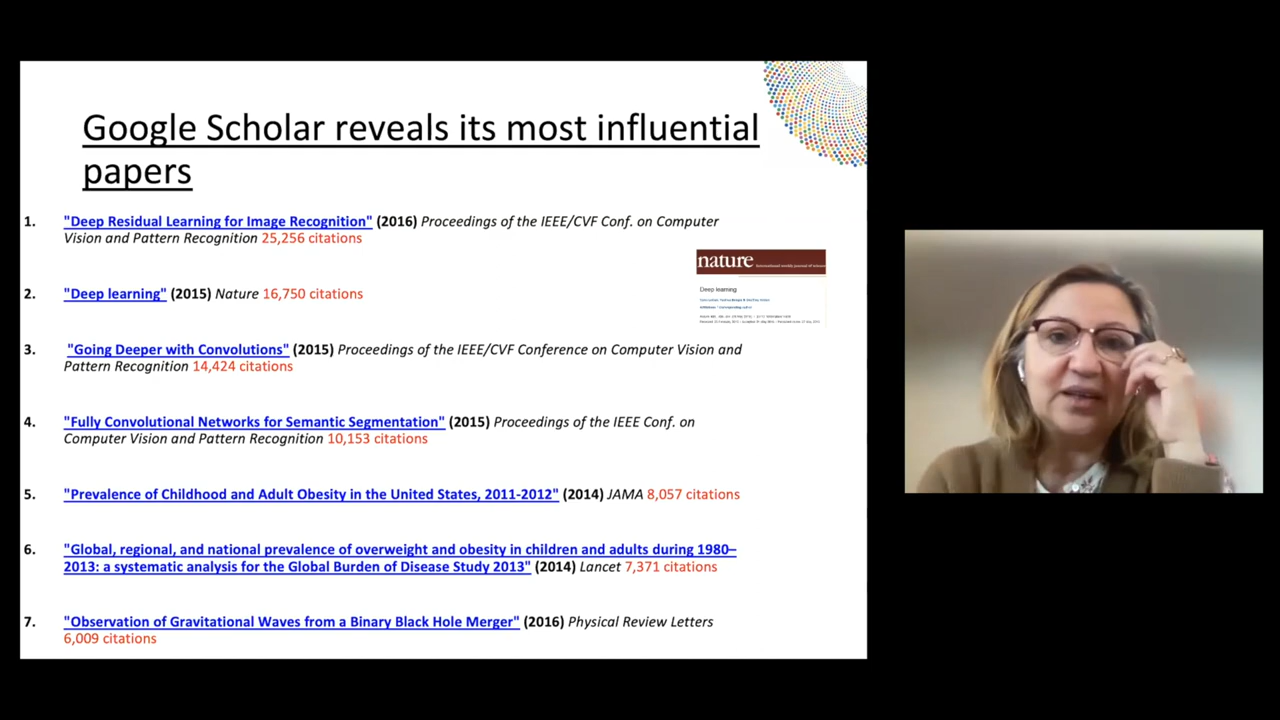 Google Scholar reveals its most influential
papers
1. "Deep Residual Learning for Image Recognition" (2016) Proceedings of the IEEE/CVF Conf. on Computer
Vision and Pattern Recognition 25,256 citations
nature International weekly journal of science
Deep learning
2. "Deep learning" (2015) Nature 16,750 citations
3. "Going Deeper with Convolutions" (2015) Proceedings of the IEEE/CVF Conference on Computer Vision and
Pattern Recognition 14,424 citations
4. "Fully Convolutional Networks for Semantic Segmentation" (2015) Proceedings of the IEEE Conf. on
Computer Vision and Pattern Recognition 10,153 citations
5. "Prevalence of Childhood and Adult Obesity in the United States, 2011-2012" (2014) JAMA 8,057 citations
6. "Global, regional, and national prevalence of overweight and obesity in children and adults during 1980–
2013: a systematic analysis for the Global Burden of Disease Study 2013" (2014) Lancet 7,371 citations
7. "Observation of Gravitational Waves from a Binary Black Hole Merger" (2016) Physical Review Letters
6,009 citations